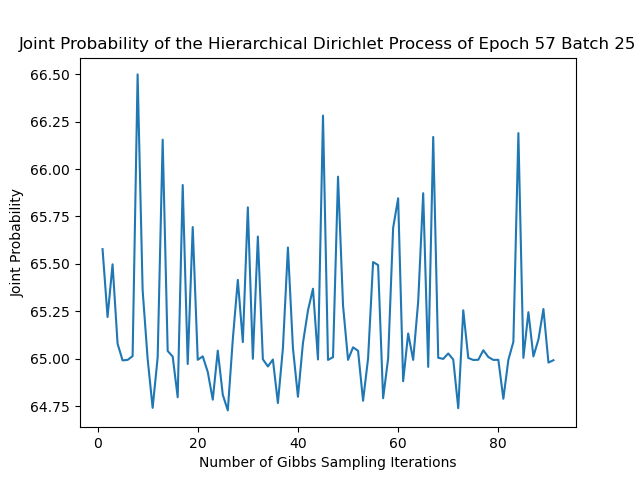 Joint Probability of the Hierarchical Dirichlet Process of Epoch 57 Batch 25
66.50
66.25
66.00
65.75
65.50
65.25
65.00
64.75
Joint Probability
0 20 40 60 80
Number of Gibbs Sampling Iterations